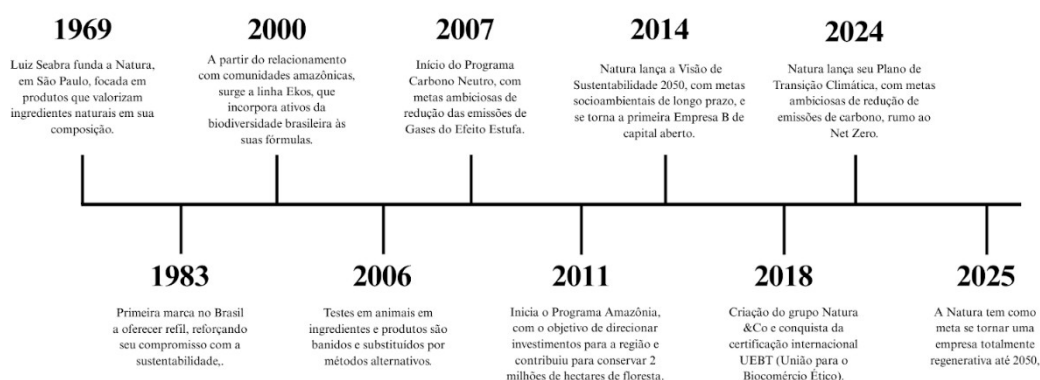 1969
Luiz Seabra funda a Natura,
em São Paulo, focada em
produtos que valorizam
ingredientes naturais em sua
composição.
2000
A partir do relacionamento
com comunidades amazônicas,
surge a linha Ekos, que
incorpora ativos da
biodiversidade brasileira às
suas fórmulas.
2007
Início do Programa
Carbono Neutro, com
metas ambiciosas de
redução das emissões de
Gases do Efeito Estufa.
2014
Natura lança a Visão de
Sustentabilidade 2050, com metas
socioambientais de longo prazo, e
se torna a primeira Empresa B de
capital aberto.
2024
Natura lança seu Plano de
Transição Climática, com metas
ambiciosas de redução de
emissões de carbono, rumo ao
Net Zero.
1983
Primeira marca no Brasil
a oferecer refil, reforçando
seu compromisso com a
sustentabilidade,.
2006
Testes em animais em
ingredientes e produtos são
banidos e substituídos por
métodos alternativos.
2011
Inicia o Programa Amazônia,
com o objetivo de direcionar
investimentos para a região e
contribuiu para conservar 2
milhões de hectares de floresta.
2018
Criação do grupo Natura
&Co e conquista da
certificação internacional
UEBT (União para o
Biocomércio Ético).
2025
A Natura tem como
meta se tornar uma
empresa totalmente
regenerativa até 2050,